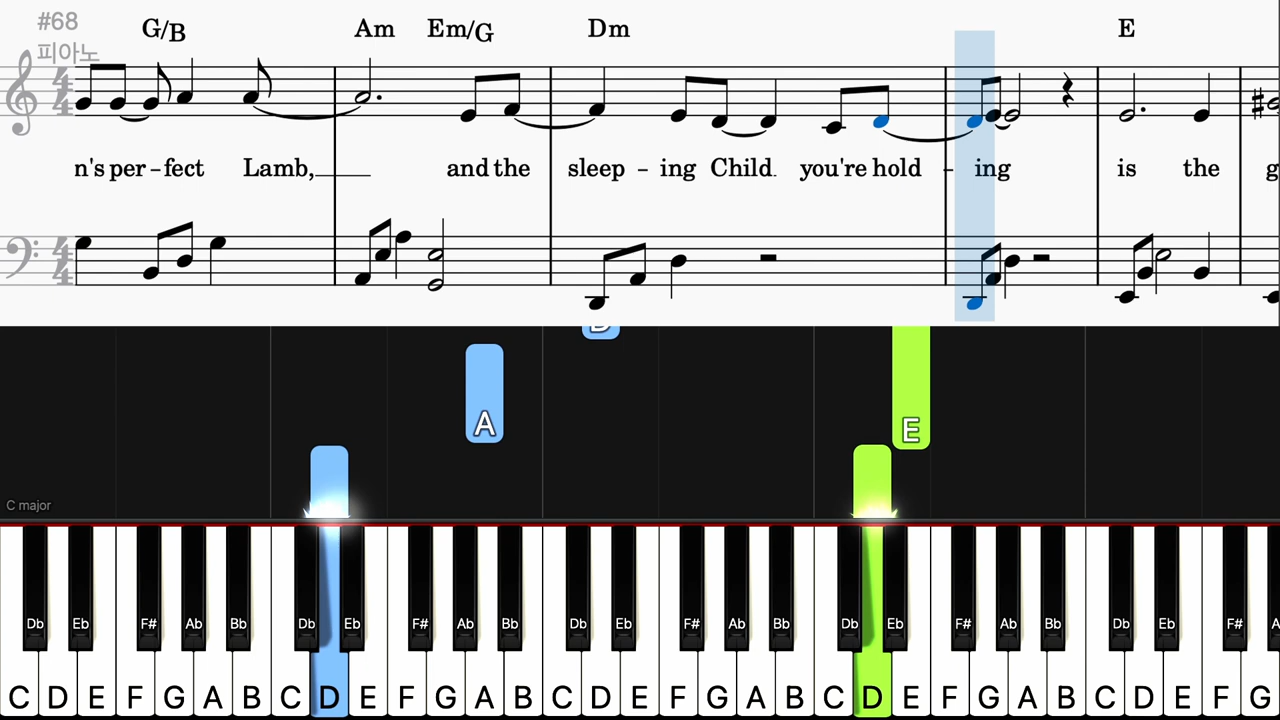 #68
피아노
G/B Am Em/G Dm E
n's per-fect Lamb, and the sleep - ing Child you're hold - ing is the g
D
A
E
C major
Db Eb F# Ab Bb Db Eb F# Ab Bb Db Eb F# Ab Bb Db Eb F# Ab Bb Db Eb F# A
C D E F G A B C D E F G A B C D E F G A B C D E F G A B C D E F G